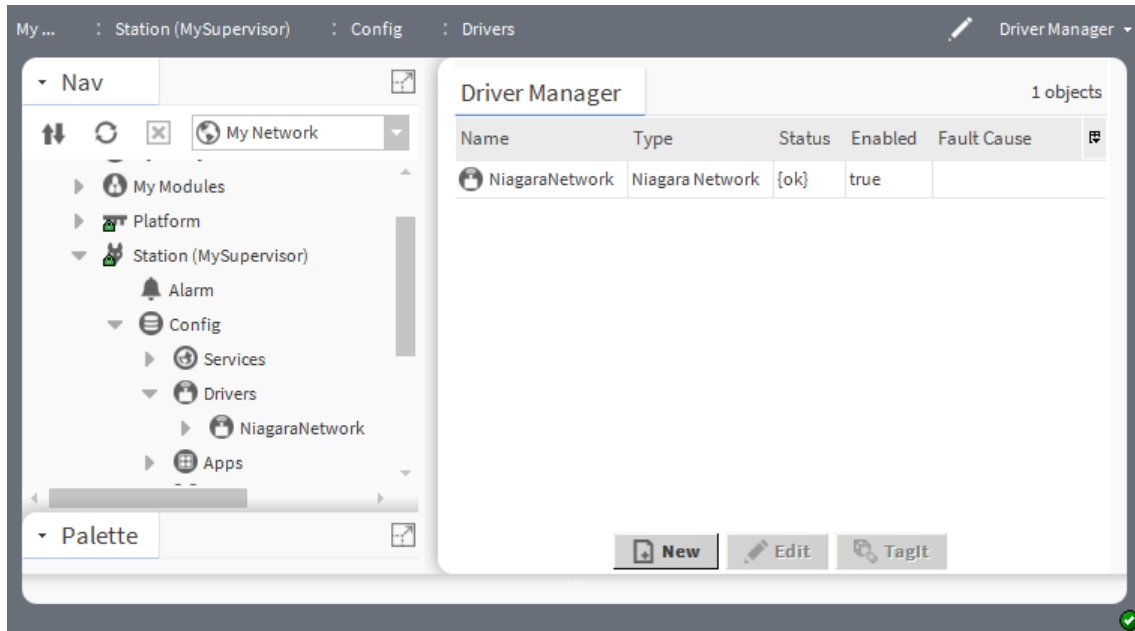 My ... : Station (MySupervisor) : Config : Drivers Driver Manager
Nav
My Network
My Modules
Platform
Station (MySupervisor)
Alarm
Config
Services
Drivers
NiagaraNetwork
Apps
Palette
Driver Manager 1 objects
Name Type Status Enabled Fault Cause
NiagaraNetwork Niagara Network {ok} true
New Edit TagIt